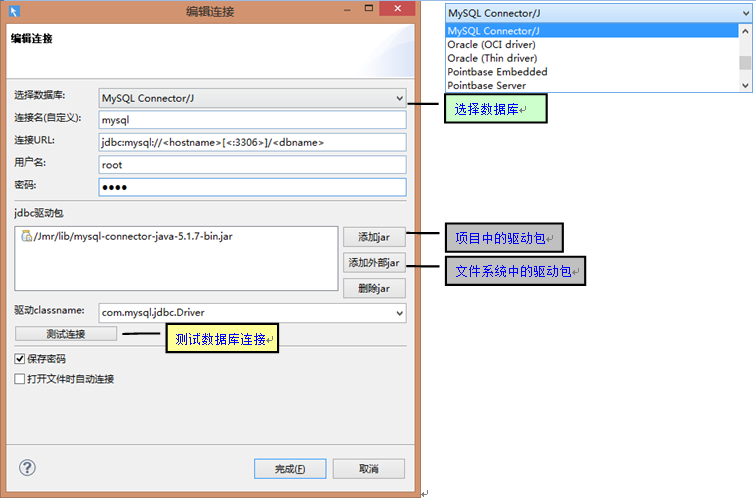 编辑连接
编辑连接
选择数据库:
MySQL Connector/J
连接名(自定义):
mysql
连接URL:
jdbc:mysql://<hostname>[<:3306>]/<dbname>
用户名:
root
密码:
●●●●
jdbc驱动包
/Jmr/lib/mysql-connector-java-5.1.7-bin.jar
添加jar
添加外部jar
删除jar
驱动classname:
com.mysql.jdbc.Driver
测试连接
保存密码
打开文件时自动连接
?
完成(F)
取消
MySQL Connector/J
MySQL Connector/J
Oracle (OCI driver)
Oracle (Thin driver)
Pointbase Embedded
Pointbase Server
选择数据库
项目中的驱动包
文件系统中的驱动包
测试数据库连接